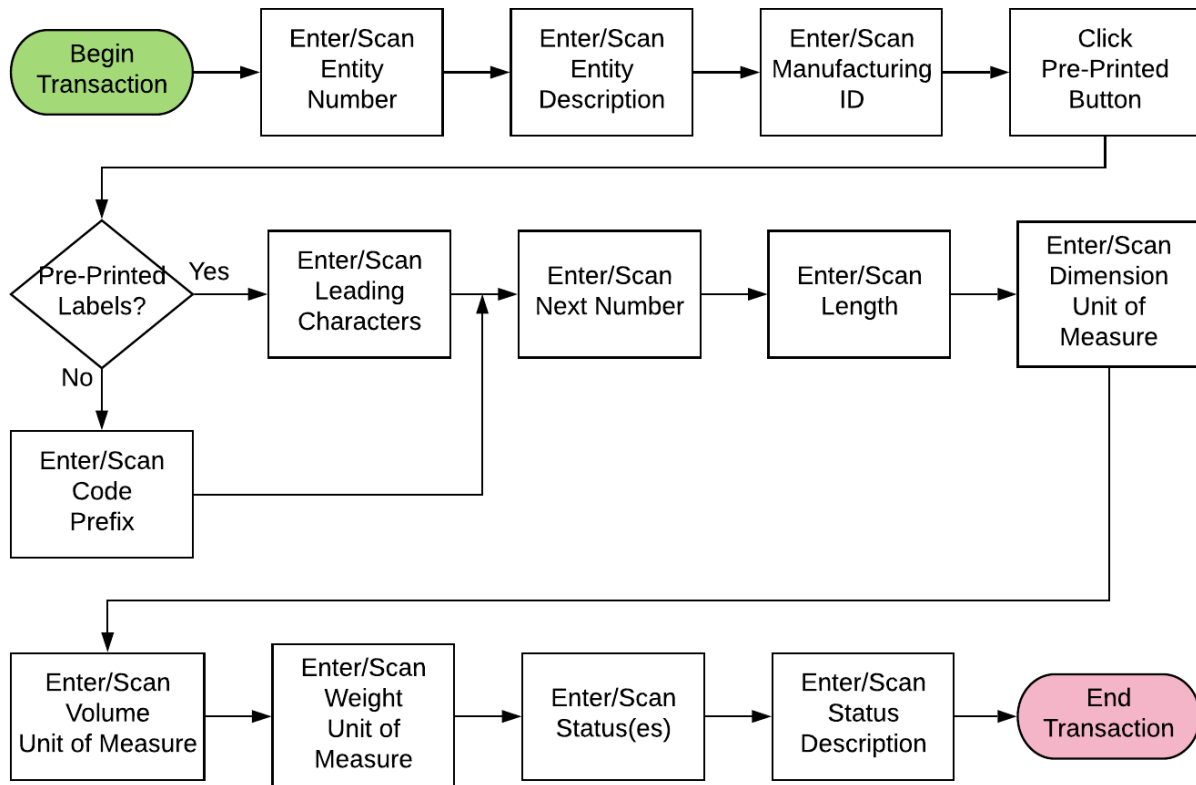 Begin
Transaction
Enter/Scan
Entity
Number
Enter/Scan
Entity
Description
Enter/Scan
Manufacturing
ID
Click
Pre-Printed
Button
Pre-Printed
Labels?
Yes
No
Enter/Scan
Leading
Characters
Enter/Scan
Next Number
Enter/Scan
Length
Enter/Scan
Dimension
Unit of
Measure
Enter/Scan
Code
Prefix
Enter/Scan
Volume
Unit of Measure
Enter/Scan
Weight
Unit of
Measure
Enter/Scan
Status(es)
Enter/Scan
Status
Description
End
Transaction